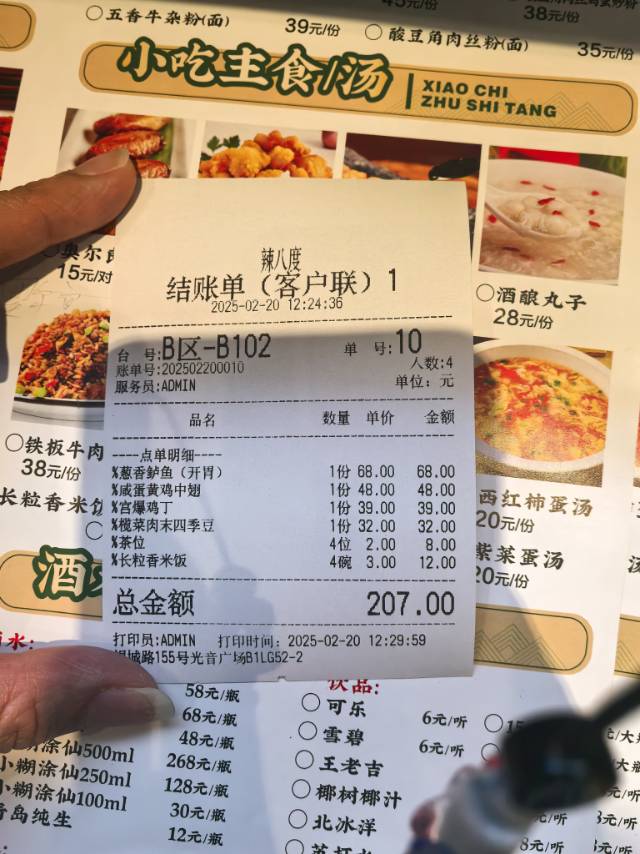 五香牛杂粉(面)
39元/份
38元/份
酸豆角肉丝粉(面)
35元/份
小吃主食/汤
XIAO CHI
ZHU SHI TANG
奥尔良
15元/对
酒酿丸子
28元/份
铁板牛肉
38元/份
长粒香米饭
西红柿蛋汤
20元/份
紫菜蛋汤
20元/份
辣八度
结账单（客户联）1
2025-02-20 12:24:36
台 号:B区-B102 单 号:10
账单号:202502200010 人数:4
服务员:ADMIN 单位：元
品名 数量 单价 金额
----点单明细----
%葱香鲈鱼（开胃） 1份 68.00 68.00
%咸蛋黄鸡中翅 1份 48.00 48.00
%宫爆鸡丁 1份 39.00 39.00
%榄菜肉末四季豆 1份 32.00 32.00
%茶位 4位 2.00 8.00
%长粒香米饭 4碗 3.00 12.00
总金额 207.00
打印员:ADMIN 打印时间：2025-02-20 12:29:59
城路155号光音广场B1LG52-2
酒水
水:
58元/瓶
68元/瓶
48元/瓶
小糊涂仙500ml 268元/瓶
小糊涂仙250ml 128元/瓶
小糊涂仙100ml 30元/瓶
青岛纯生 12元/瓶
饮品:
可乐 6元/听
雪碧 6元/听
王老吉
椰树椰汁
北冰洋